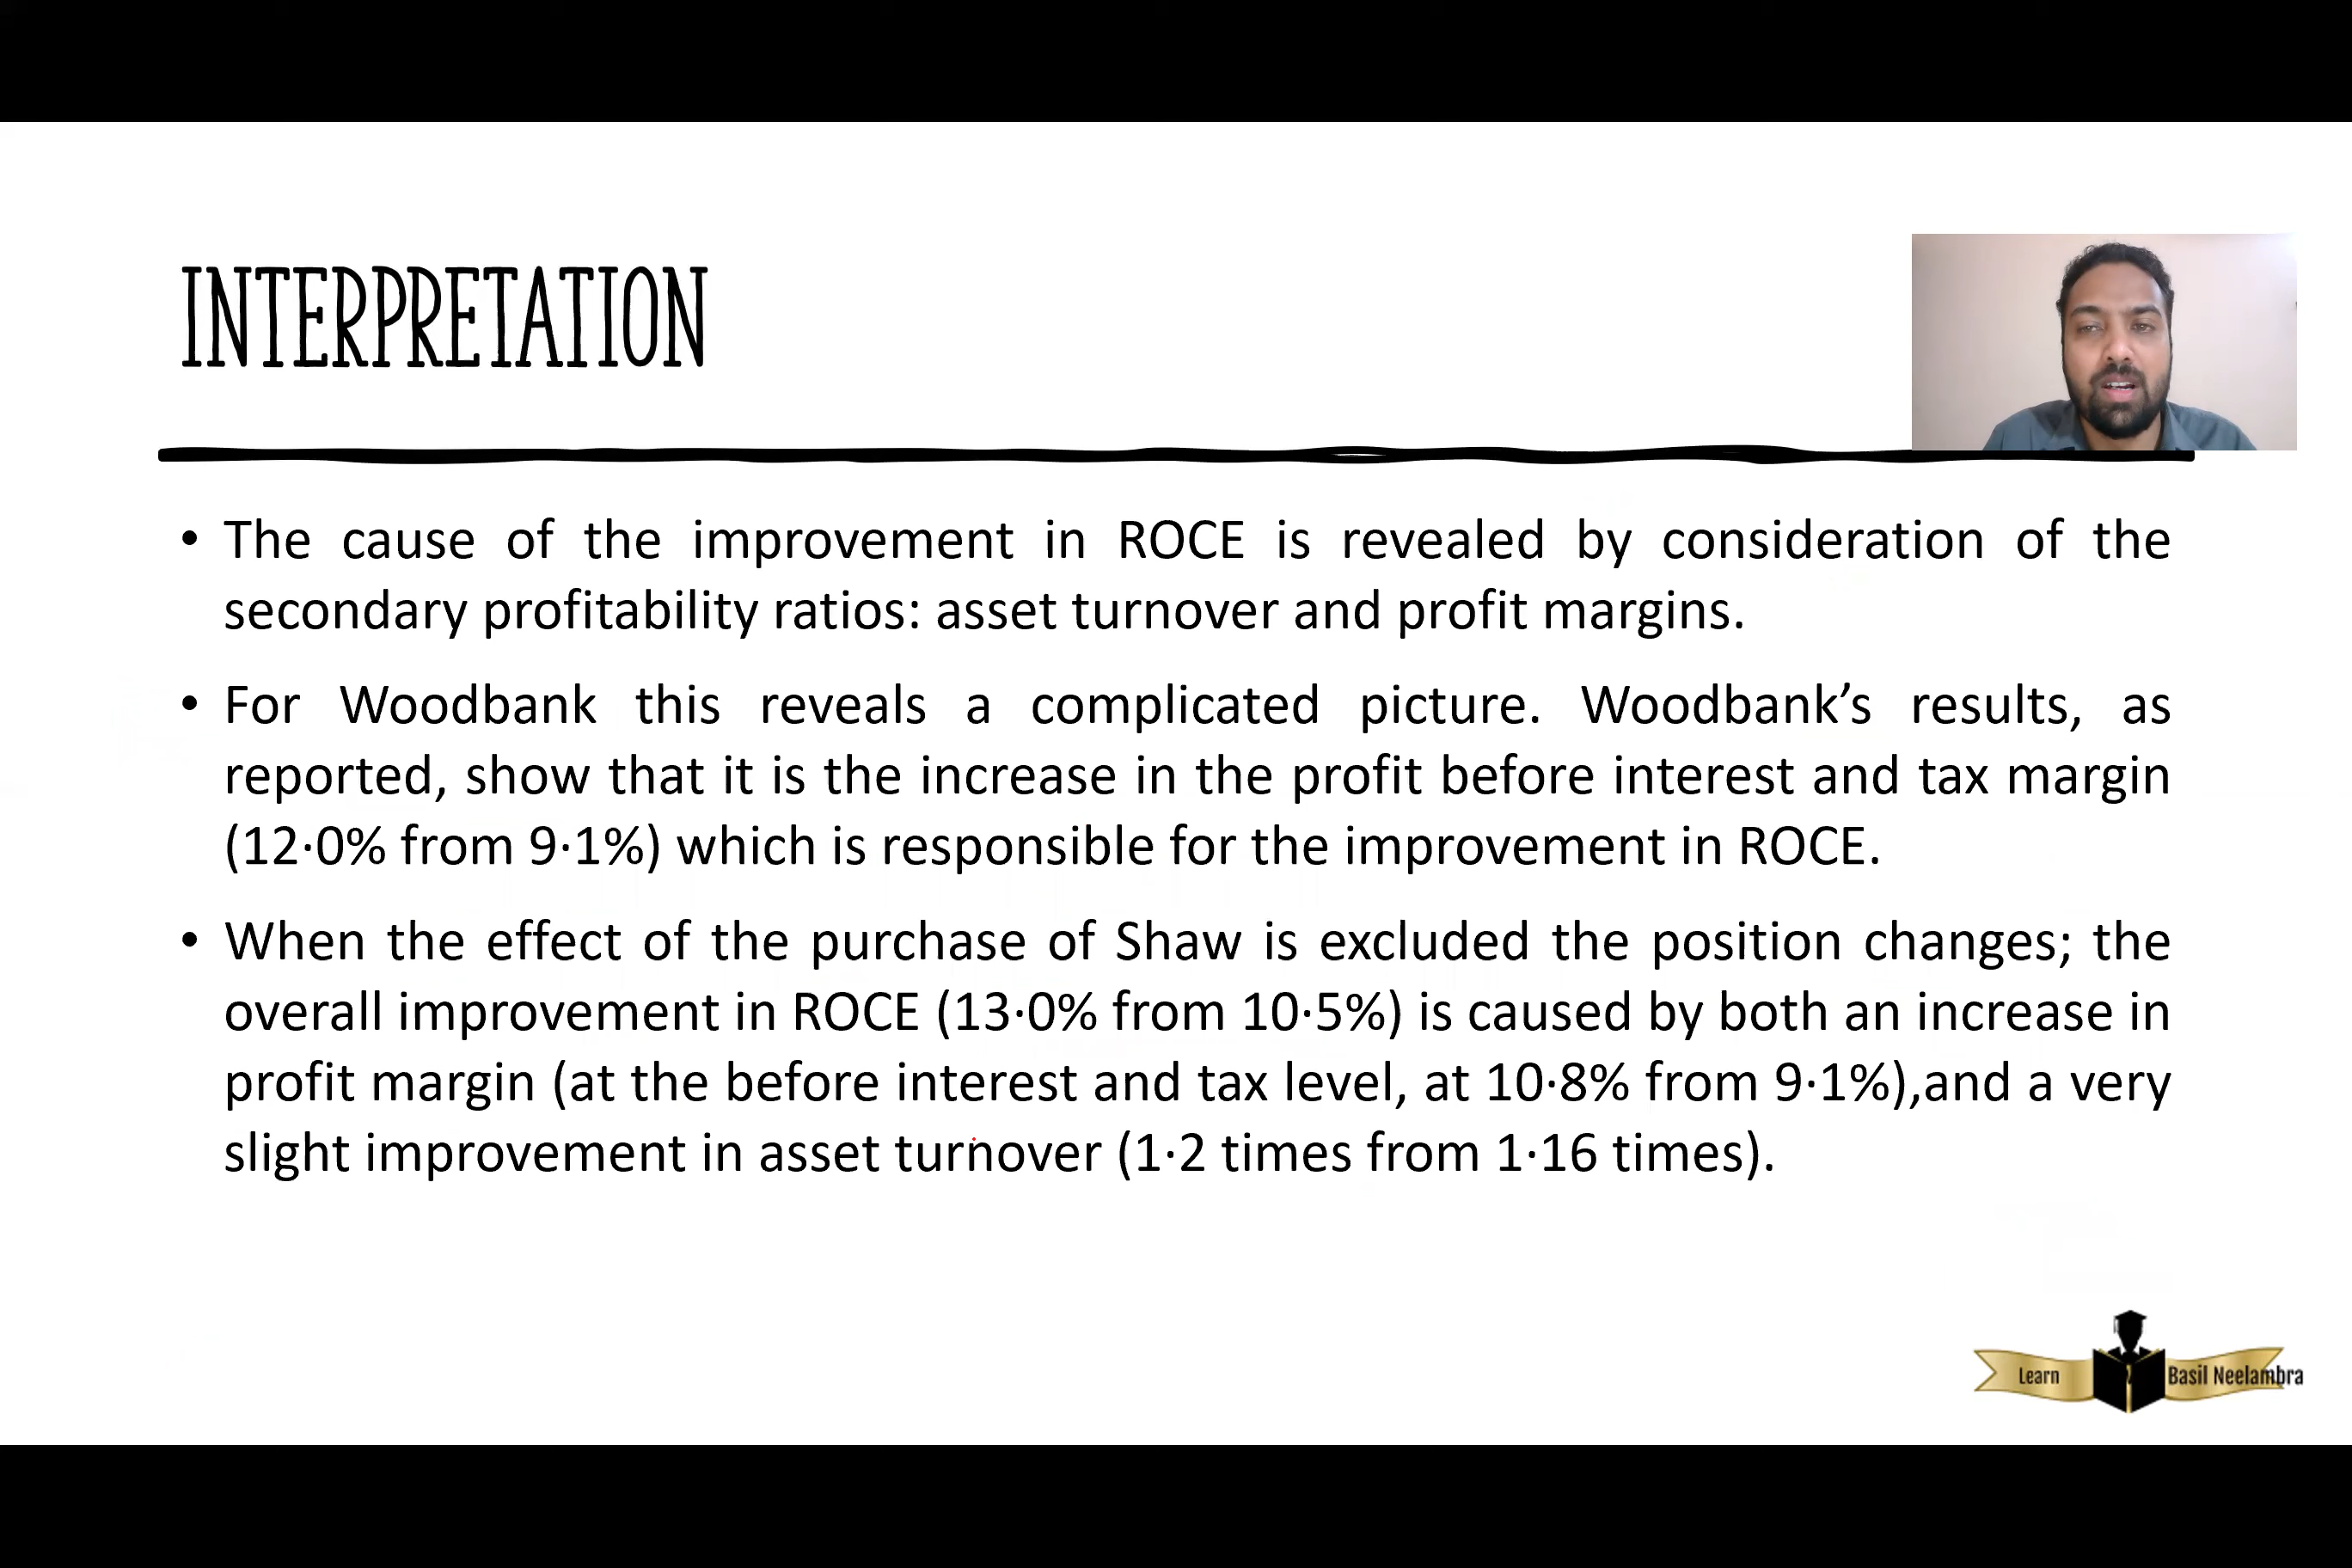 INTERPRETATION
• The cause of the improvement in ROCE is revealed by consideration of the
secondary profitability ratios: asset turnover and profit margins.
• For Woodbank this reveals a complicated picture. Woodbank’s results, as
reported, show that it is the increase in the profit before interest and tax margin
(12·0% from 9·1%) which is responsible for the improvement in ROCE.
• When the effect of the purchase of Shaw is excluded the position changes; the
overall improvement in ROCE (13·0% from 10·5%) is caused by both an increase in
profit margin (at the before interest and tax level, at 10·8% from 9·1%),and a very
slight improvement in asset turnover (1·2 times from 1·16 times).
Learn Basil Neelambra